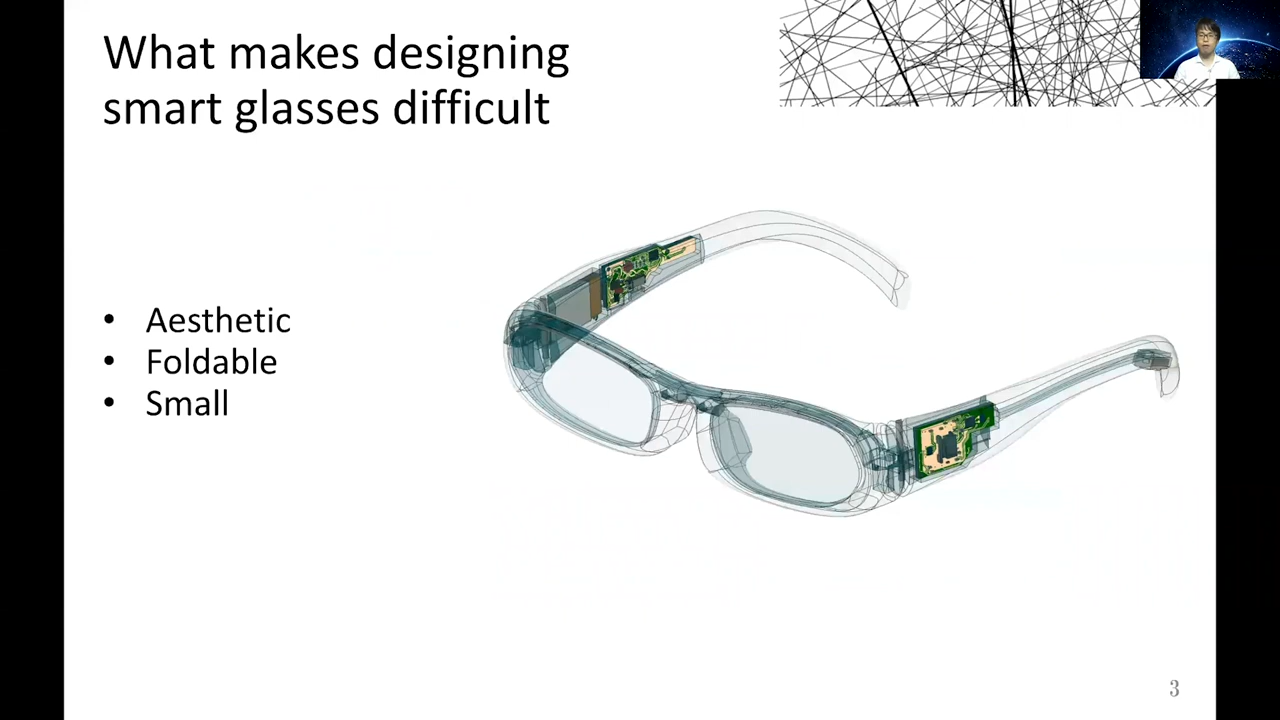 What makes designing
smart glasses difficult
• Aesthetic
• Foldable
• Small
3